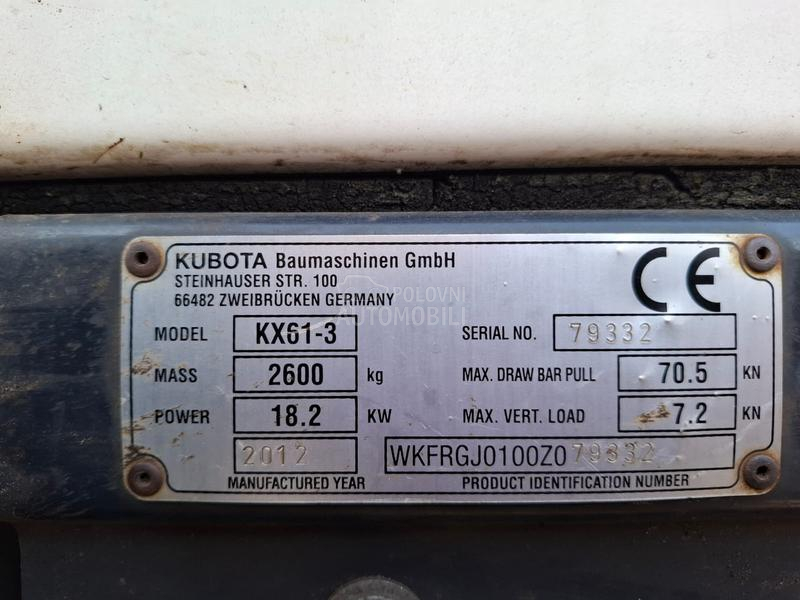 KUBOTA Baumaschinen GmbH
STEINHAUSER STR. 100
66482 ZWEIBRÜCKEN GERMANY
CE
POLOVNI
AUTOMOBILI
MODEL KX61-3 SERIAL NO. 79332
MASS 2600 kg MAX. DRAW BAR PULL 70.5 KN
POWER 18.2 KW MAX. VERT. LOAD 7.2 KN
2012 WKFRGJ0100Z079332
MANUFACTURED YEAR PRODUCT IDENTIFICATION NUMBER